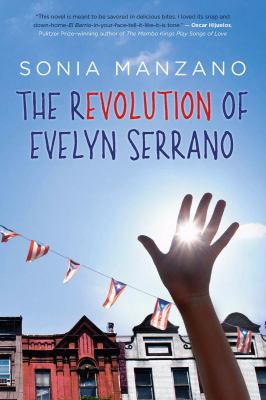 "This novel is meant to be savored in delicious bites. I loved its snap and
down-home-El Barrio-in-your-face-tell-it-like-it-is tone." — Oscar Hijuelos,
Pulitzer Prize-winning author of The Mambo Kings Play Songs of Love
SONIA MANZANO
THE REVOLUTION OF
EVELYN SERRANO